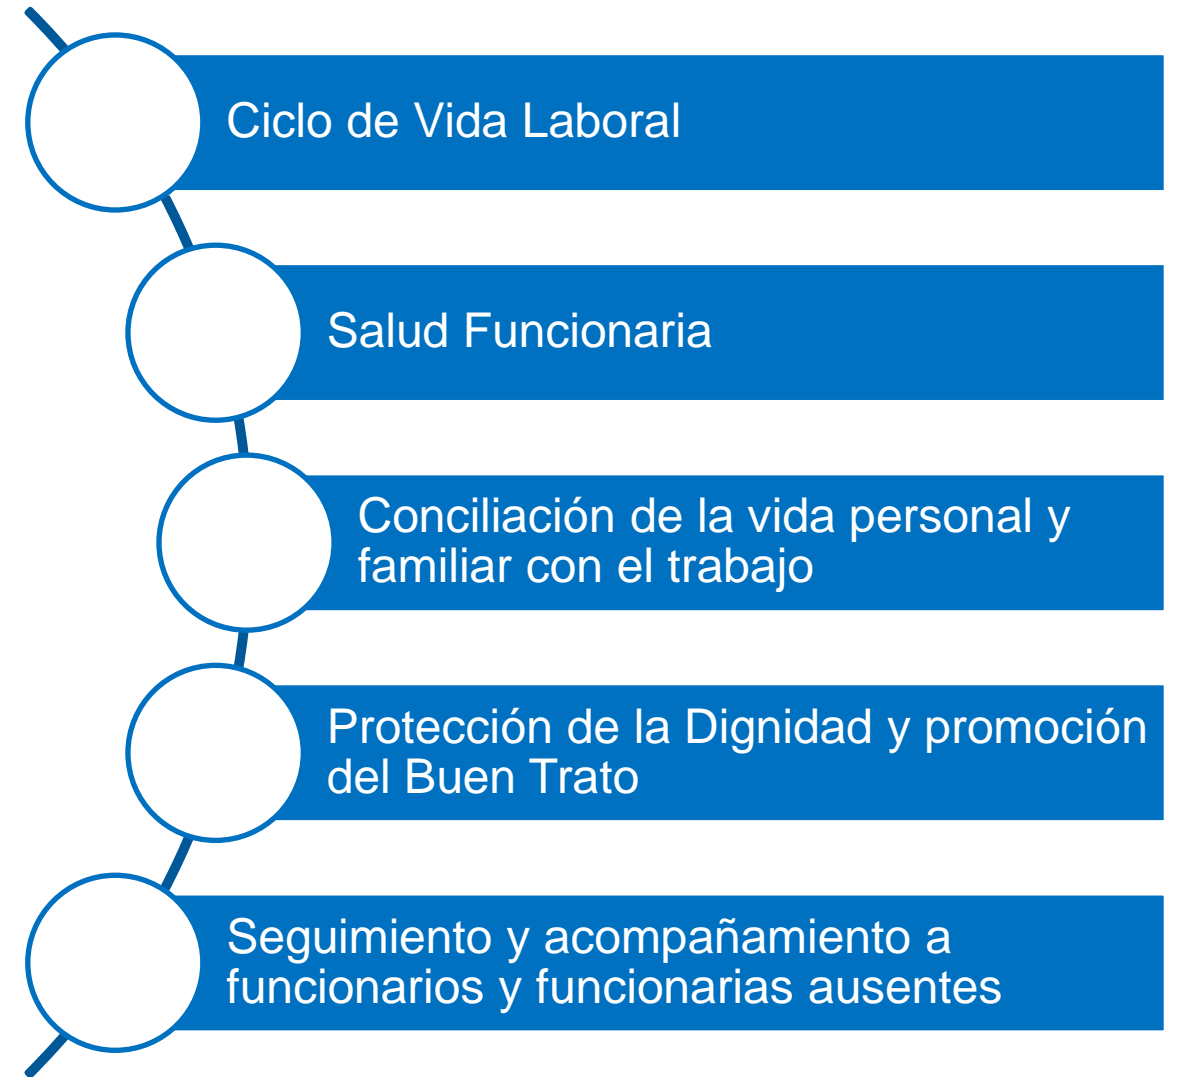 Ciclo de Vida Laboral
Salud Funcionaria
Conciliación de la vida personal y
familiar con el trabajo
Protección de la Dignidad y promoción
del Buen Trato
Seguimiento y acompañamiento a
funcionarios y funcionarias ausentes